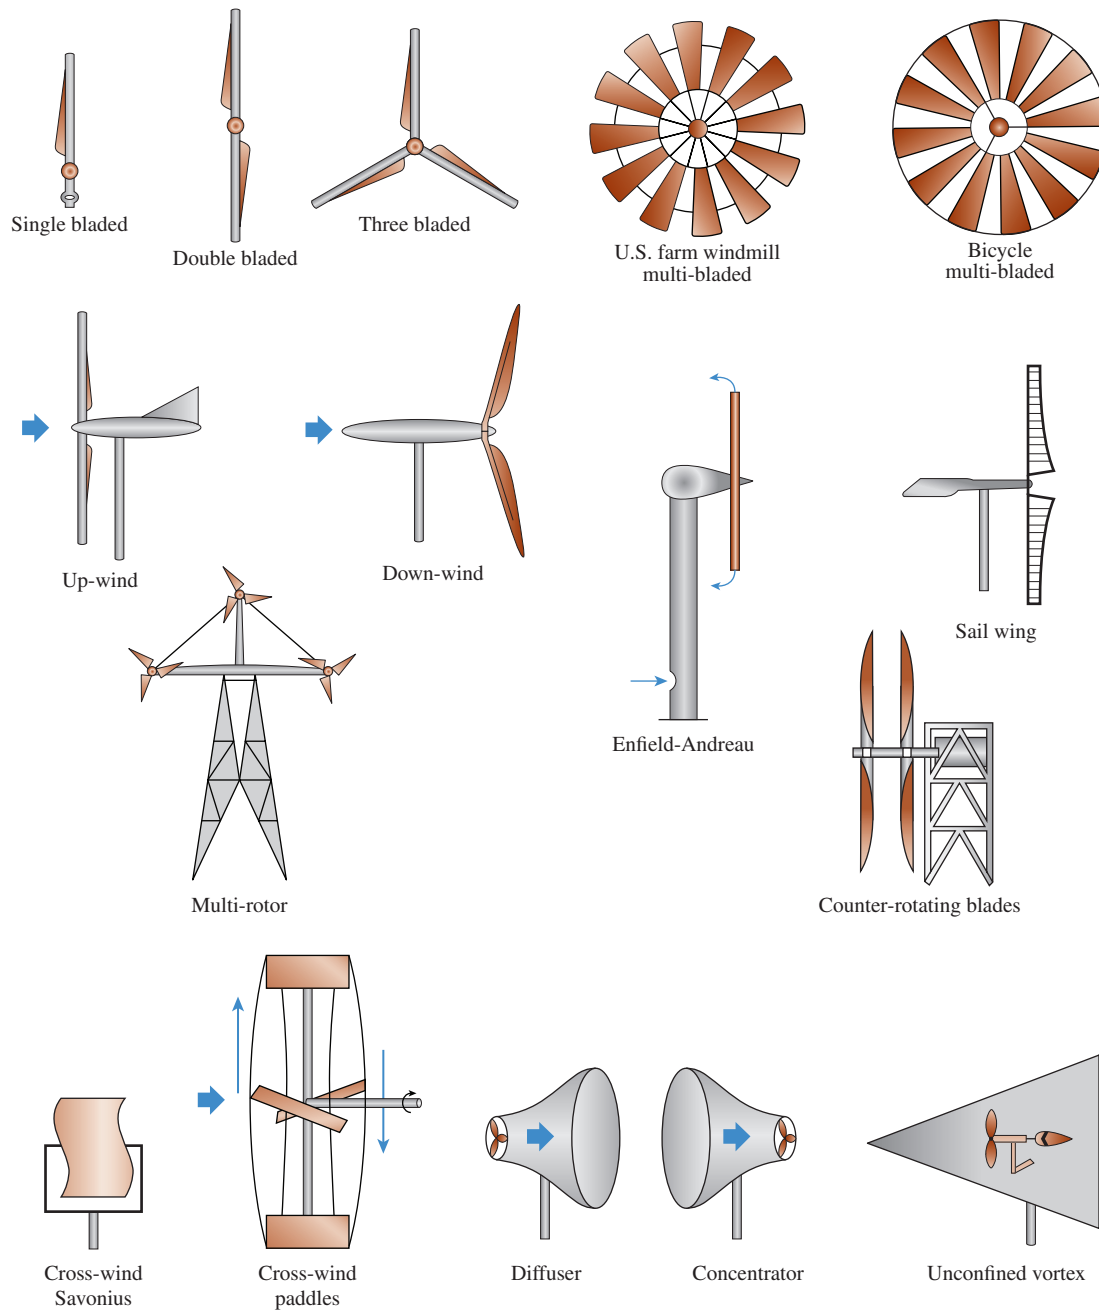 Single bladed
Double bladed
Three bladed
U.S. farm windmill
multi-bladed
Bicycle
multi-bladed
Up-wind
Down-wind
Enfield-Andreau
Sail wing
Multi-rotor
Counter-rotating blades
Cross-wind
Savonius
Cross-wind
paddles
Diffuser
Concentrator
Unconfined vortex